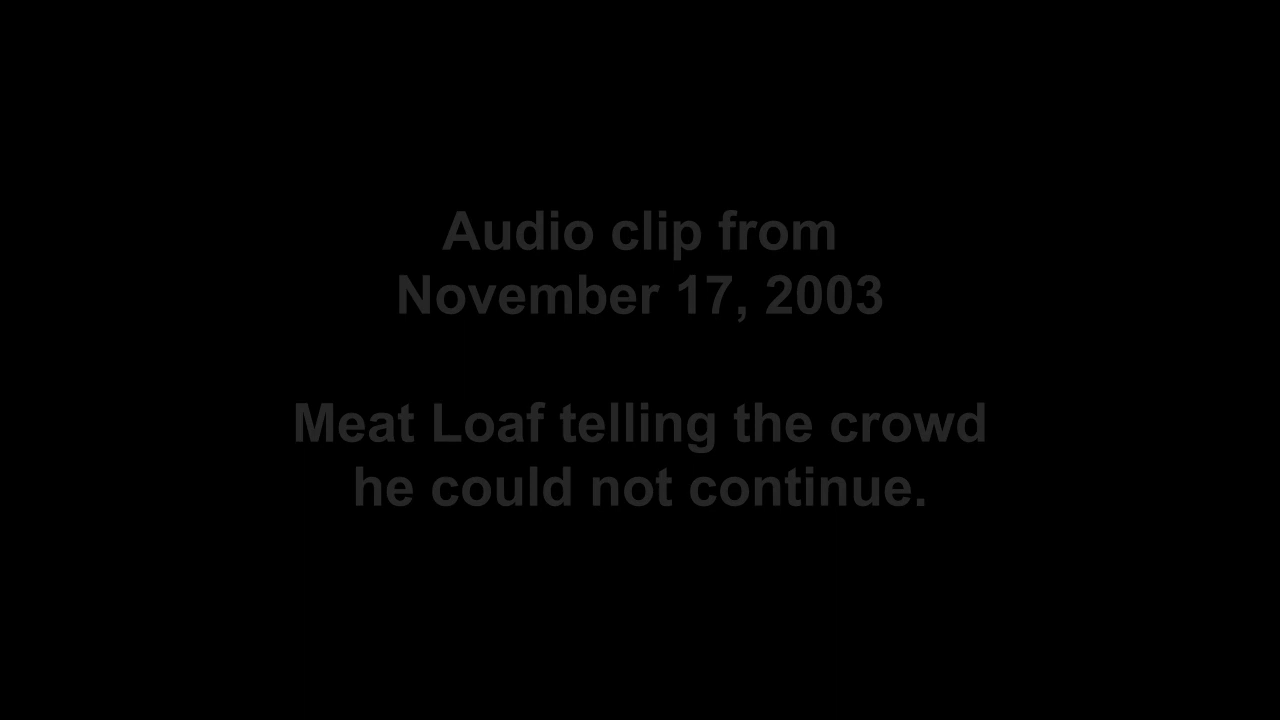 Audio clip from
November 17, 2003
Meat Loaf telling the crowd
he could not continue.